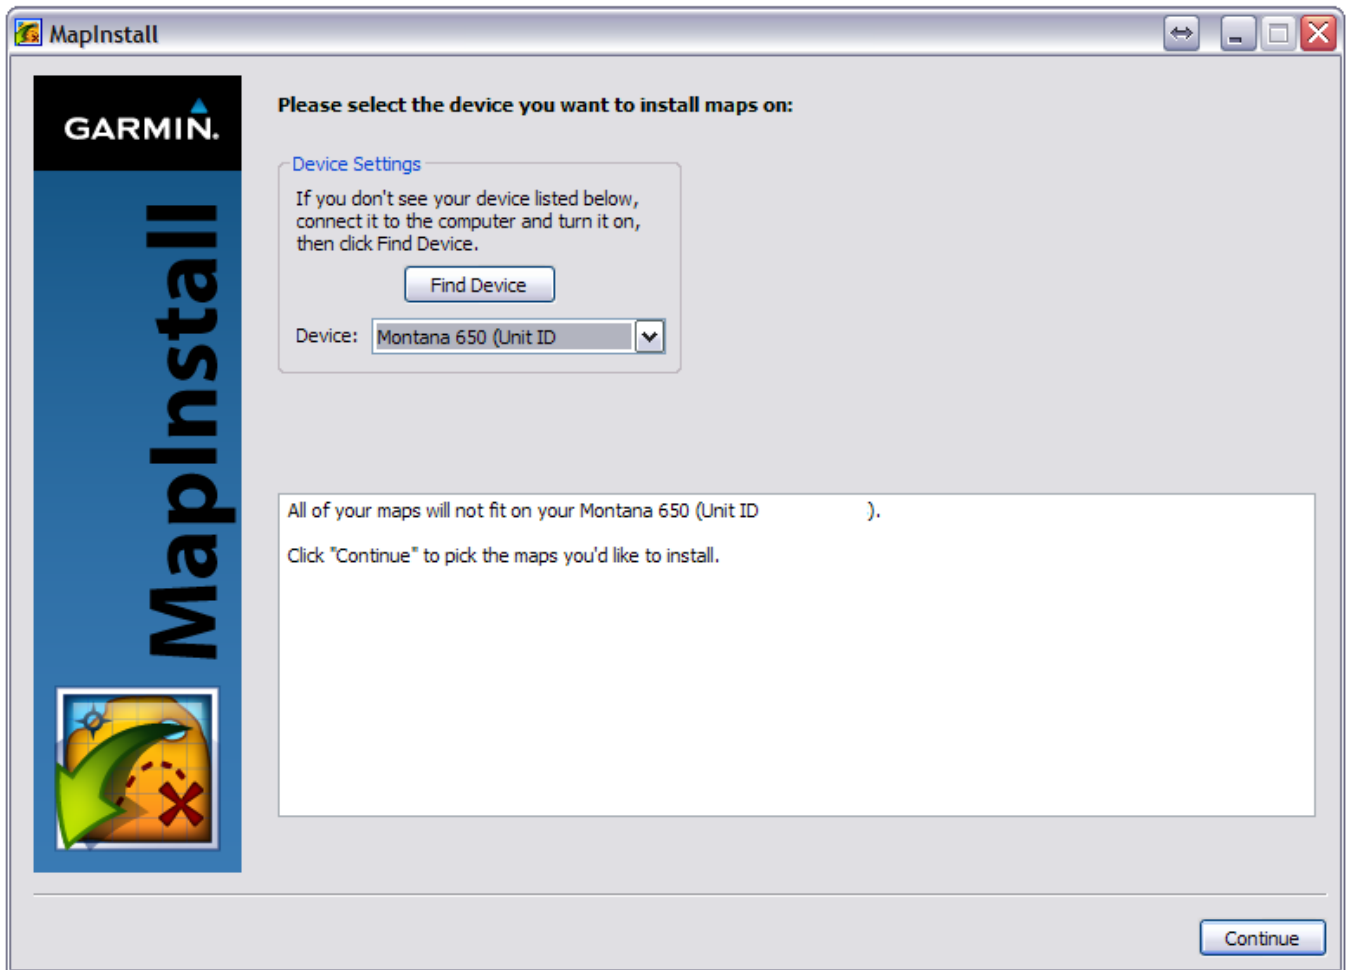 MapInstall
GARMIN.
MapInstall
Please select the device you want to install maps on:
Device Settings
If you don't see your device listed below,
connect it to the computer and turn it on,
then click Find Device.
Find Device
Device: Montana 650 (Unit ID
All of your maps will not fit on your Montana 650 (Unit ID ).
Click "Continue" to pick the maps you'd like to install.
Continue